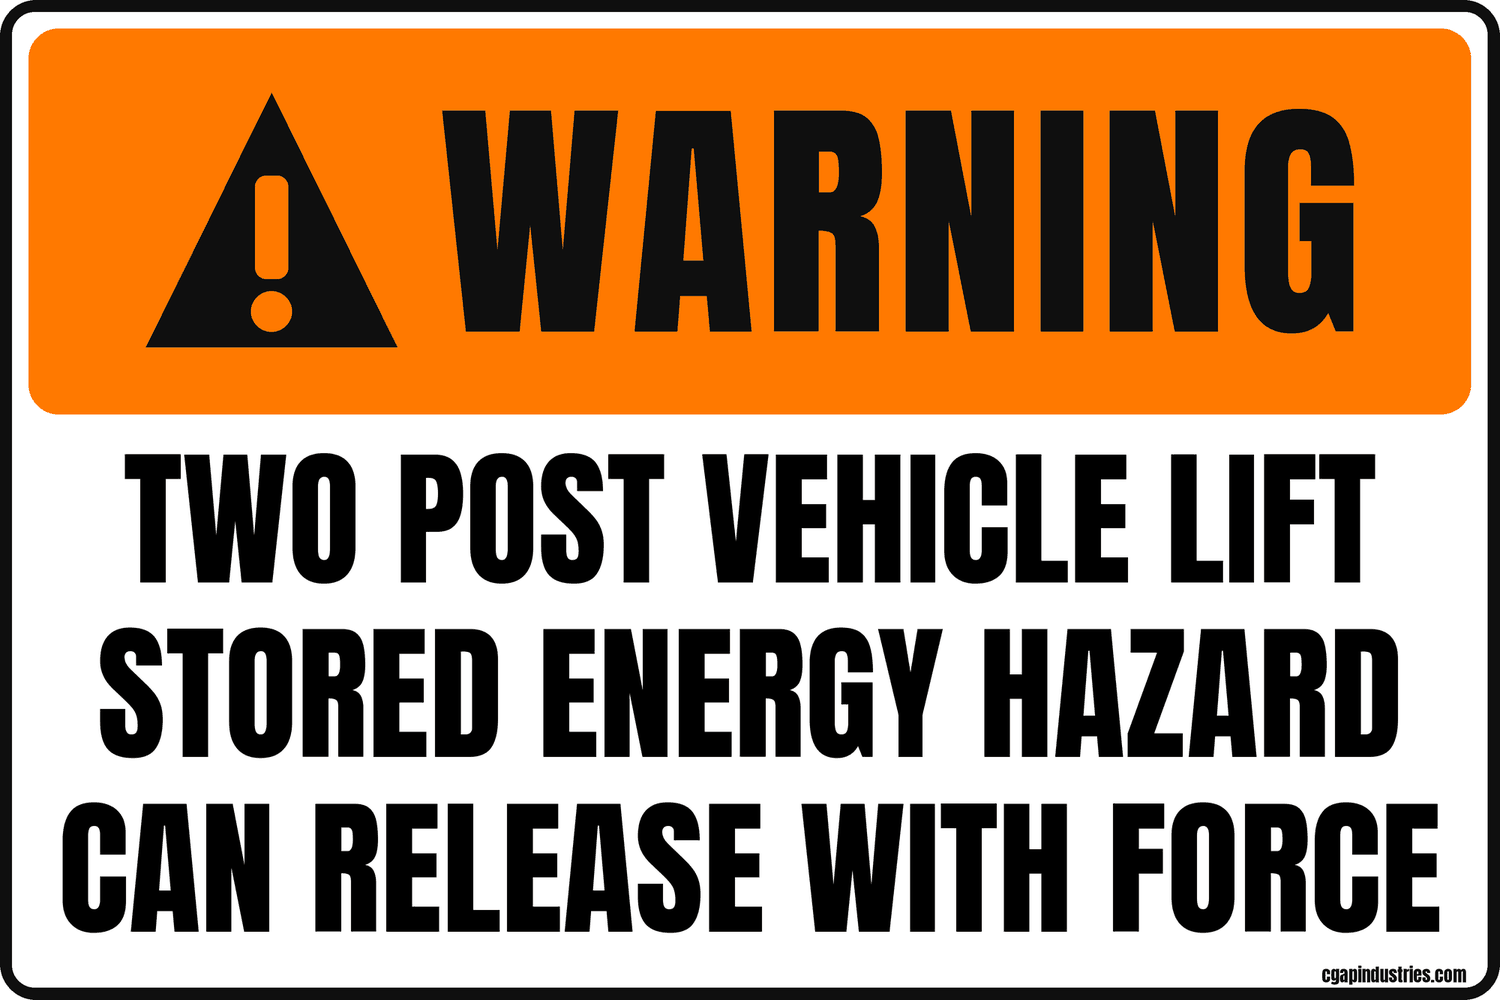 WARNING
TWO POST VEHICLE LIFT
STORED ENERGY HAZARD
CAN RELEASE WITH FORCE
cgapindustries.com